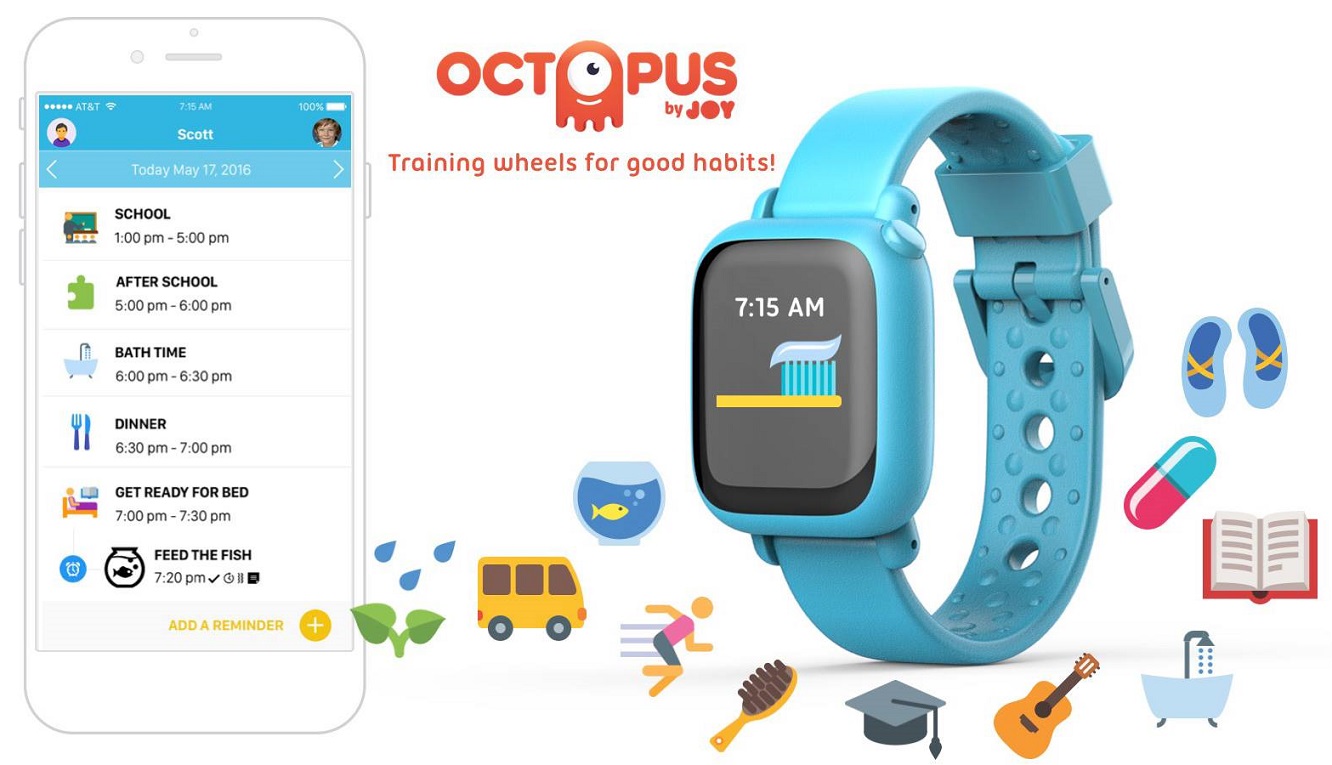 ●●●●● AT&T 7:15 AM 100%
Scott
Today May 17, 2016
SCHOOL
1:00 pm - 5:00 pm
AFTER SCHOOL
5:00 pm - 6:00 pm
BATH TIME
6:00 pm - 6:30 pm
DINNER
6:30 pm - 7:00 pm
GET READY FOR BED
7:00 pm - 7:30 pm
FEED THE FISH
7:20 pm
ADD A REMINDER
OCTOPUS
by JOY
Training wheels for good habits!
7:15 AM